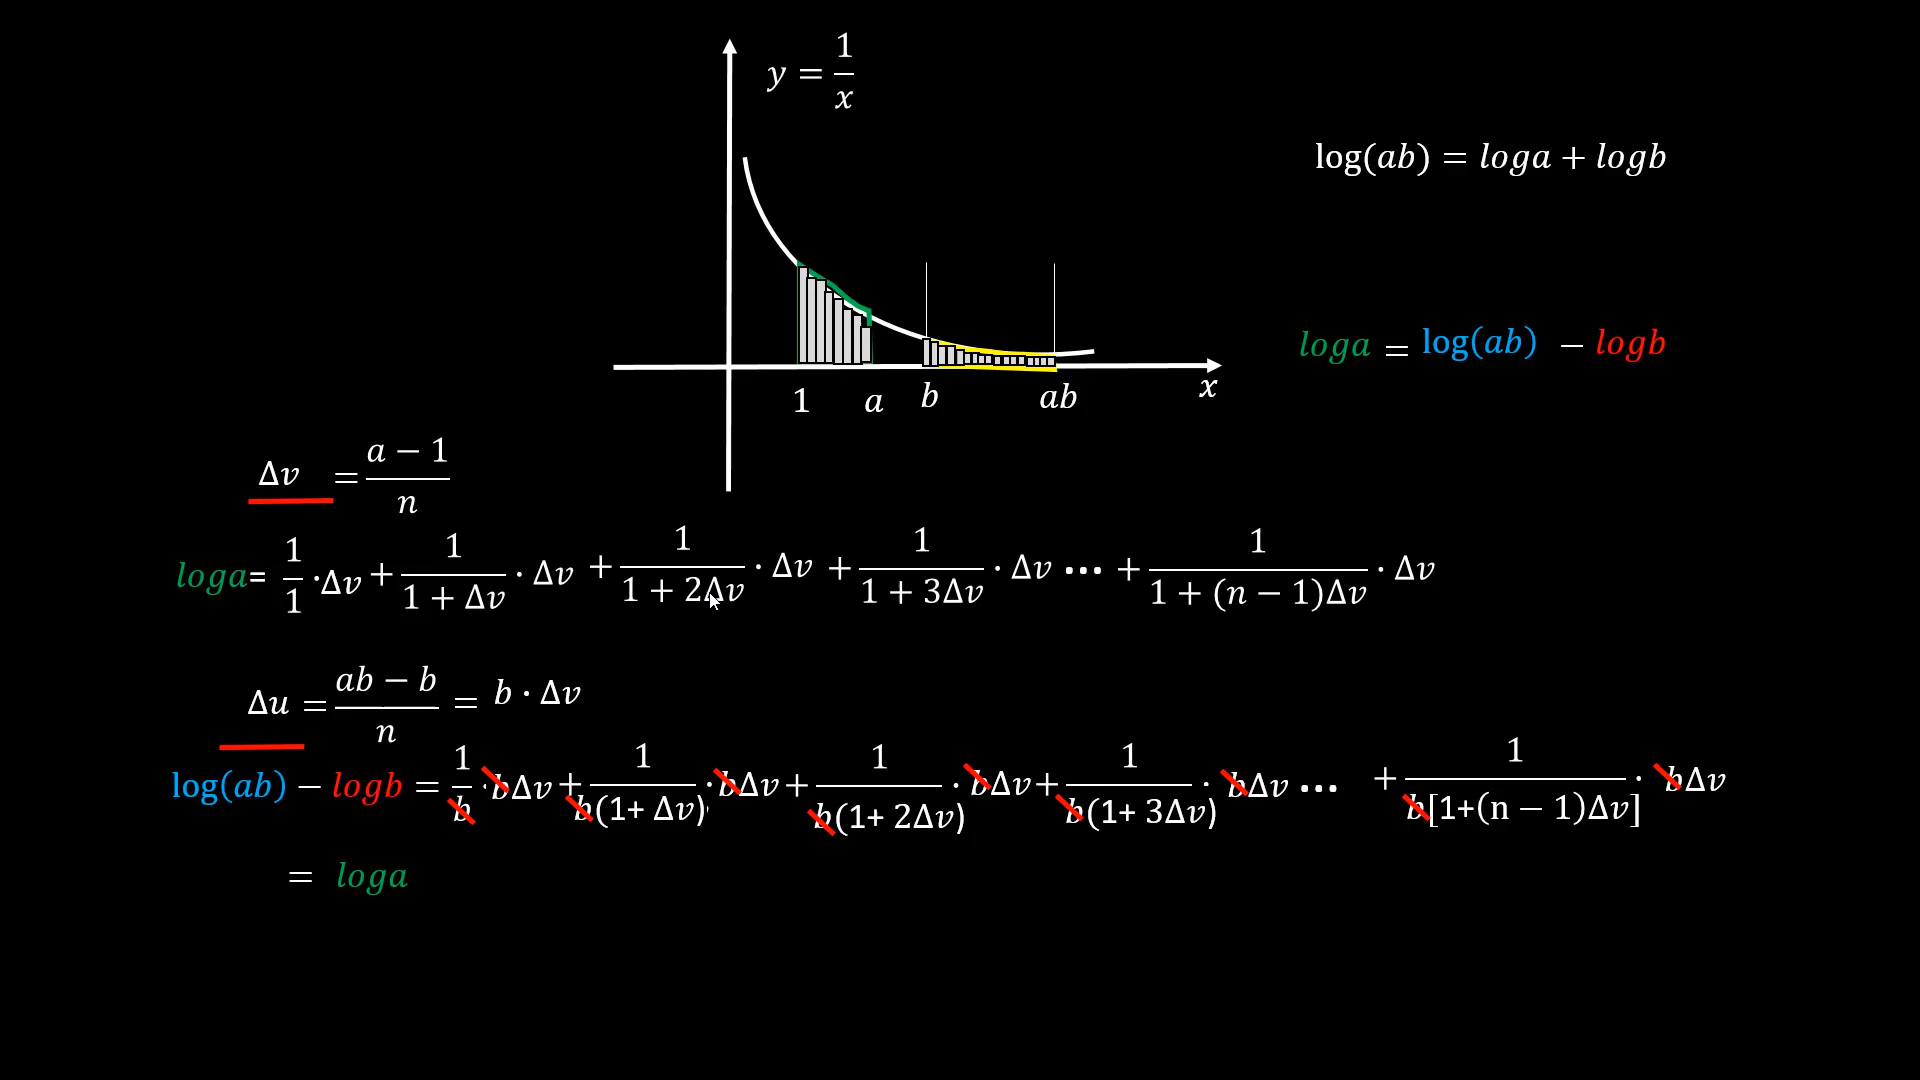 y = 1/x
log(ab) = loga + logb
loga = log(ab) − logb
x
1 a b ab
Δv = (a − 1)/n
loga= 1/1 ·Δv + 1/(1 + Δv) · Δv + 1/(1 + 2Δv) · Δv + 1/(1 + 3Δv) · Δv ... + 1/(1 + (n − 1)Δv) · Δv
Δu = (ab − b)/n = b · Δv
log(ab) − logb = 1/b · bΔv + 1/(b(1+ Δv)) · bΔv + 1/(b(1+ 2Δv)) · bΔv + 1/(b(1+ 3Δv)) · bΔv ... + 1/(b[1+(n − 1)Δv]) · bΔv
= loga